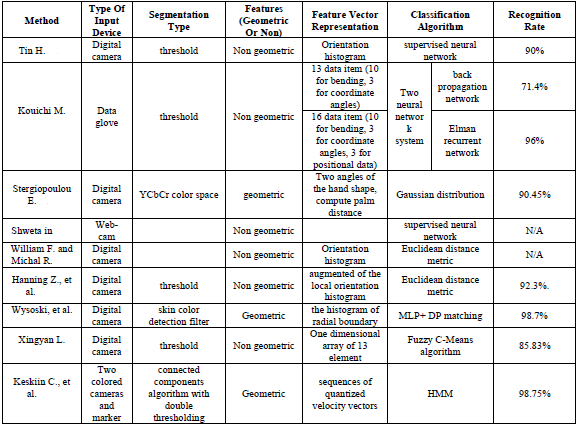 Method
Type Of
Input
Device
Segmentation
Type
Features
(Geometric
Or Non)
Feature Vector
Representation
Classification
Algorithm
Recognition
Rate
Tin H.
Digital
camera
threshold
Non geometric
Orientation
histogram
supervised neural
network
90%
Kouichi M.
Data
glove
threshold
Non geometric
13 data item (10
for bending, 3
for coordinate
angles)
16 data item (10
for bending, 3
for coordinate
angles, 3 for
positional data)
Two
neural
networ
k
system
back
propagation
network
71.4%
Elman
recurrent
network
96%
Stergiopoulou
E.
Digital
camera
YCbCr color space
geometric
Two angles of
the hand shape,
compute palm
distance
Gaussian distribution
90.45%
Shweta in
Web-
cam
Non geometric
supervised neural
network
N/A
William F. and
Michal R.
Digital
camera
Non geometric
Orientation
histogram
Euclidean distance
metric
N/A
Hanning Z., et
al.
Digital
camera
threshold
Non geometric
augmented of the
local orientation
histogram
Euclidean distance
metric
92.3%.
Wysoski, et al.
Digital
camera
skin color
detection filter
Geometric
the histogram of
radial boundary
MLP+ DP matching
98.7%
Xingyan L.
Digital
camera
threshold
Non geometric
One dimensional
array of 13
element
Fuzzy C-Means
algorithm
85.83%
Keskiin C., et
al.
Two
colored
cameras
and
marker
connected
components
algorithm with
double
thresholding
Geometric
sequences of
quantized
velocity vectors
HMM
98.75%